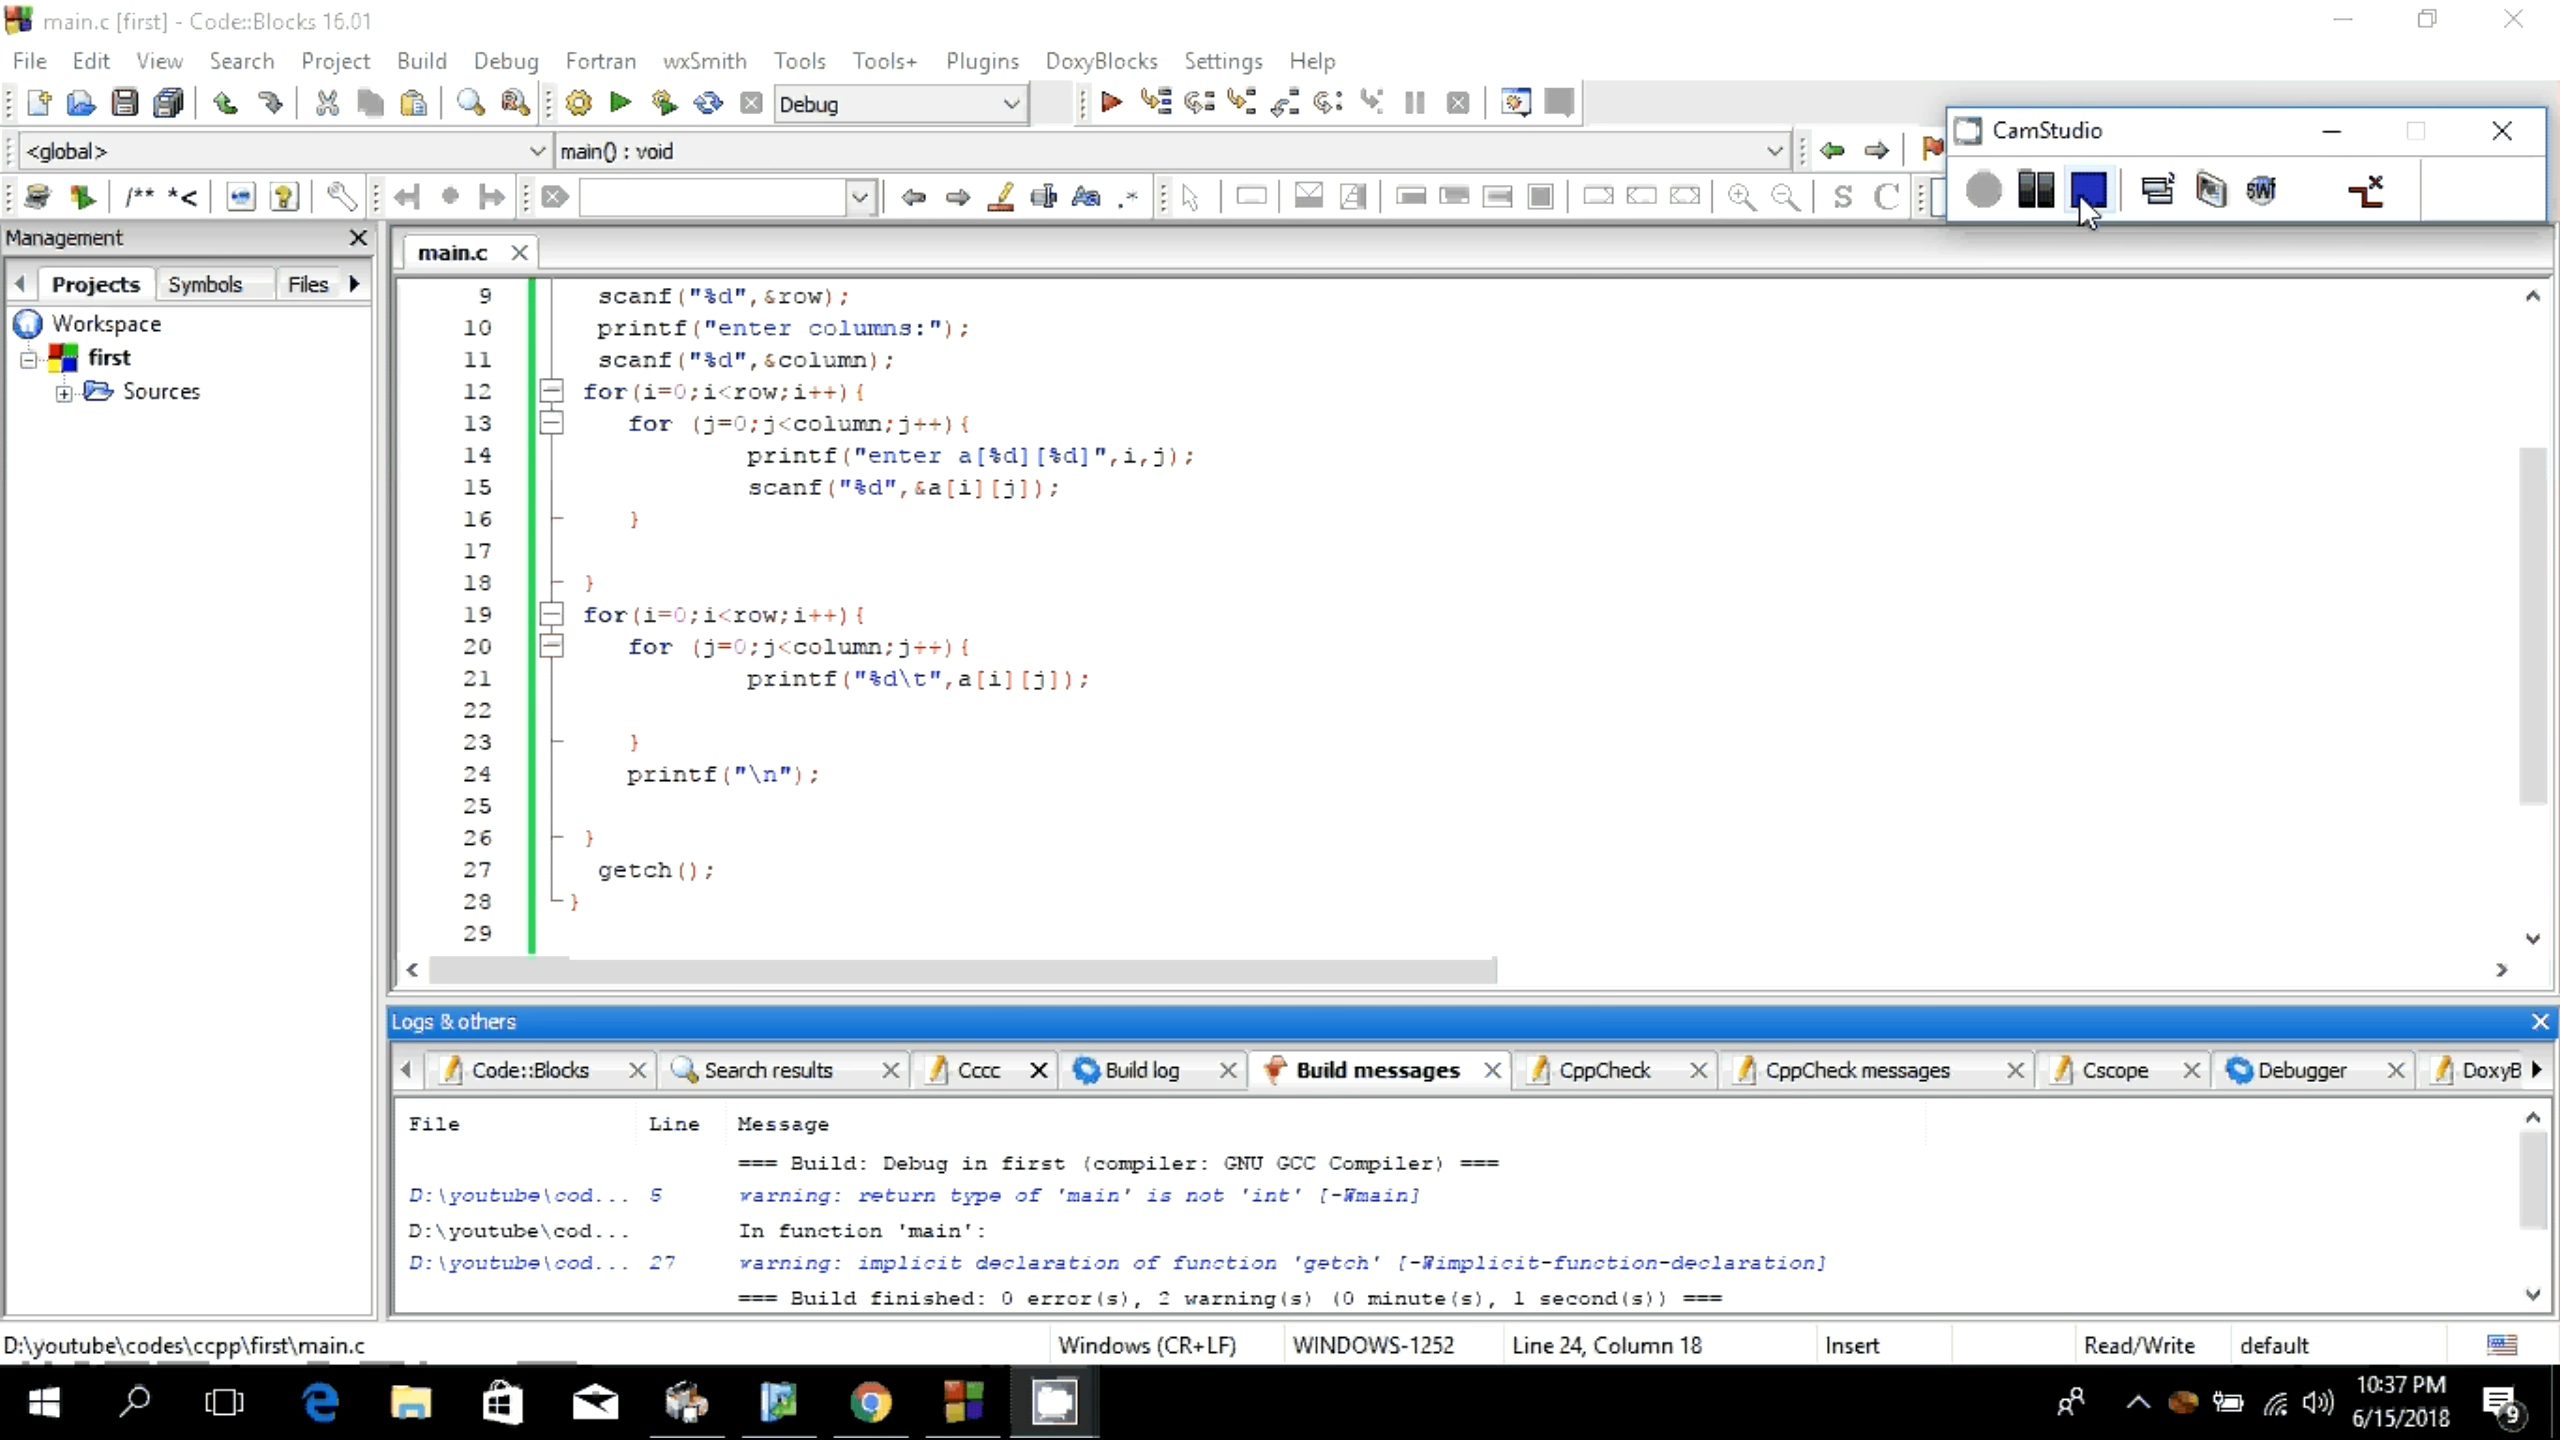 main.c [first] - Code::Blocks 16.01
File Edit View Search Project Build Debug Fortran wxSmith Tools Tools+ Plugins DoxyBlocks Settings Help
Debug
CamStudio
<global> main() : void
/** *< .* S C SWf
Management
main.c
Projects Symbols Files
Workspace
first
Sources
9 scanf("%d",&row);
10 printf("enter columns:");
11 scanf("%d",&column);
12 for(i=0;i<row;i++){
13 for (j=0;j<column;j++){
14 printf("enter a[%d][%d]",i,j);
15 scanf("%d",&a[i][j]);
16 }
17
18 }
19 for(i=0;i<row;i++){
20 for (j=0;j<column;j++){
21 printf("%d\t",a[i][j]);
22
23 }
24 printf("\n");
25
26 }
27 getch();
28 }
29
Logs & others
Code::Blocks Search results Cccc Build log Build messages CppCheck CppCheck messages Cscope Debugger DoxyB
File Line Message
=== Build: Debug in first (compiler: GNU GCC Compiler) ===
D:\youtube\cod... 5 warning: return type of 'main' is not 'int' [-Wmain]
D:\youtube\cod... In function 'main':
D:\youtube\cod... 27 warning: implicit declaration of function 'getch' [-Wimplicit-function-declaration]
=== Build finished: 0 error(s), 2 warning(s) (0 minute(s), 1 second(s)) ===
D:\youtube\codes\ccpp\first\main.c Windows (CR+LF) WINDOWS-1252 Line 24, Column 18 Insert Read/Write default
10:37 PM
6/15/2018
9